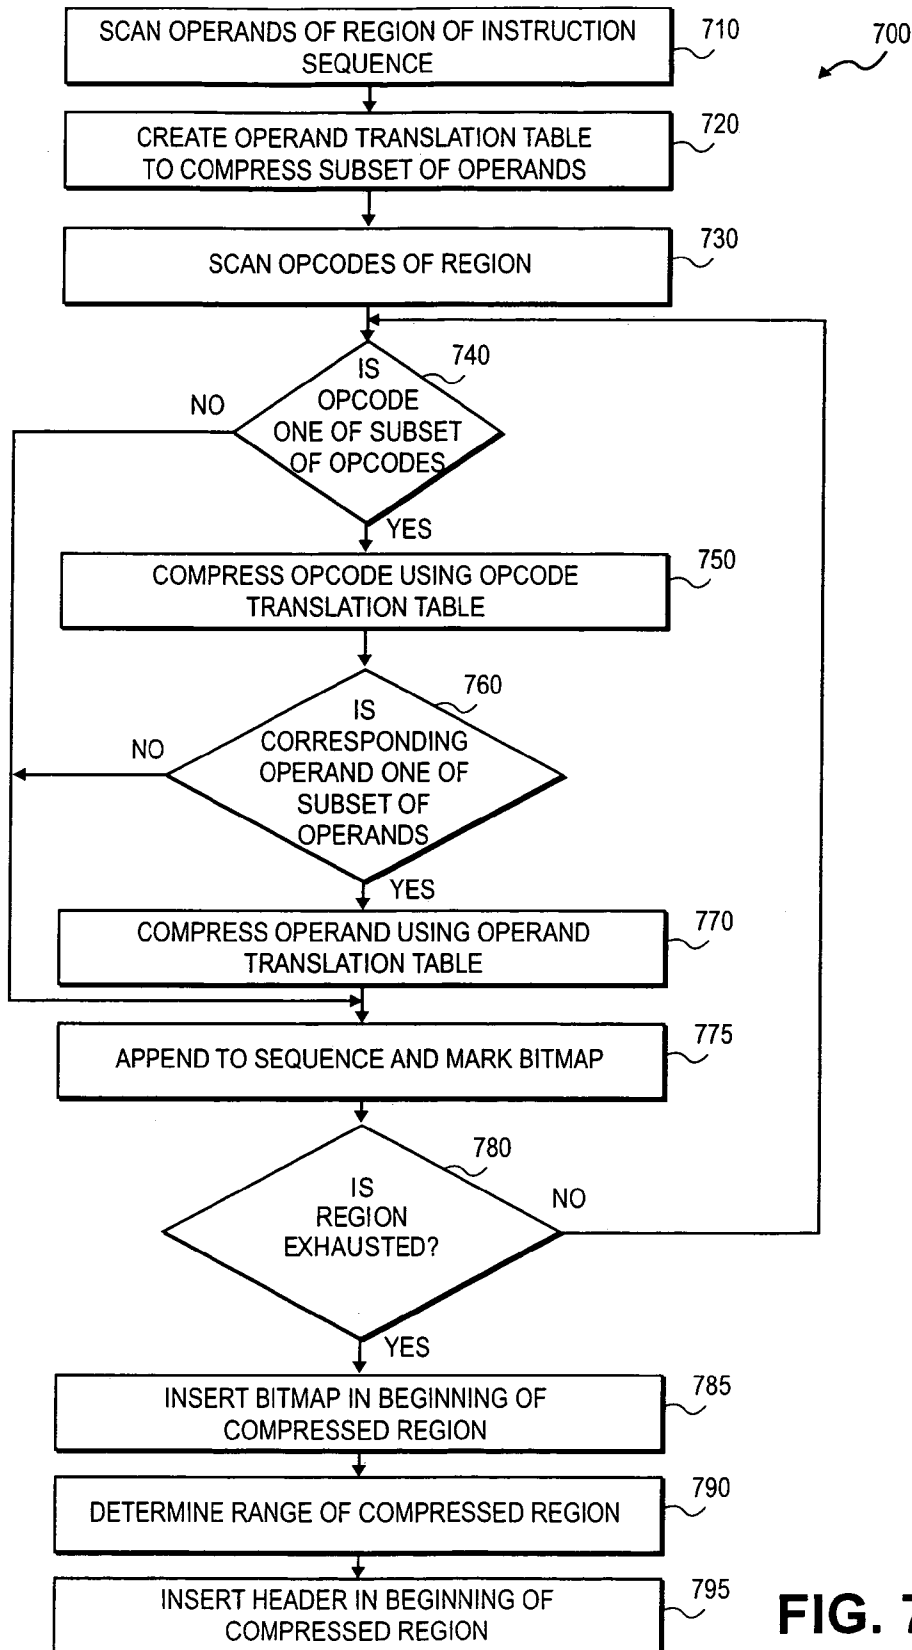 SCAN OPERANDS OF REGION OF INSTRUCTION
SEQUENCE
710
700
CREATE OPERAND TRANSLATION TABLE
TO COMPRESS SUBSET OF OPERANDS
720
SCAN OPCODES OF REGION
730
IS
OPCODE
ONE OF SUBSET
OF OPCODES
740
NO
YES
COMPRESS OPCODE USING OPCODE
TRANSLATION TABLE
750
IS
CORRESPONDING
OPERAND ONE OF
SUBSET OF
OPERANDS
760
NO
YES
COMPRESS OPERAND USING OPERAND
TRANSLATION TABLE
770
APPEND TO SEQUENCE AND MARK BITMAP
775
IS
REGION
EXHAUSTED?
780
NO
YES
INSERT BITMAP IN BEGINNING OF
COMPRESSED REGION
785
DETERMINE RANGE OF COMPRESSED REGION
790
INSERT HEADER IN BEGINNING OF
COMPRESSED REGION
795
FIG. 7